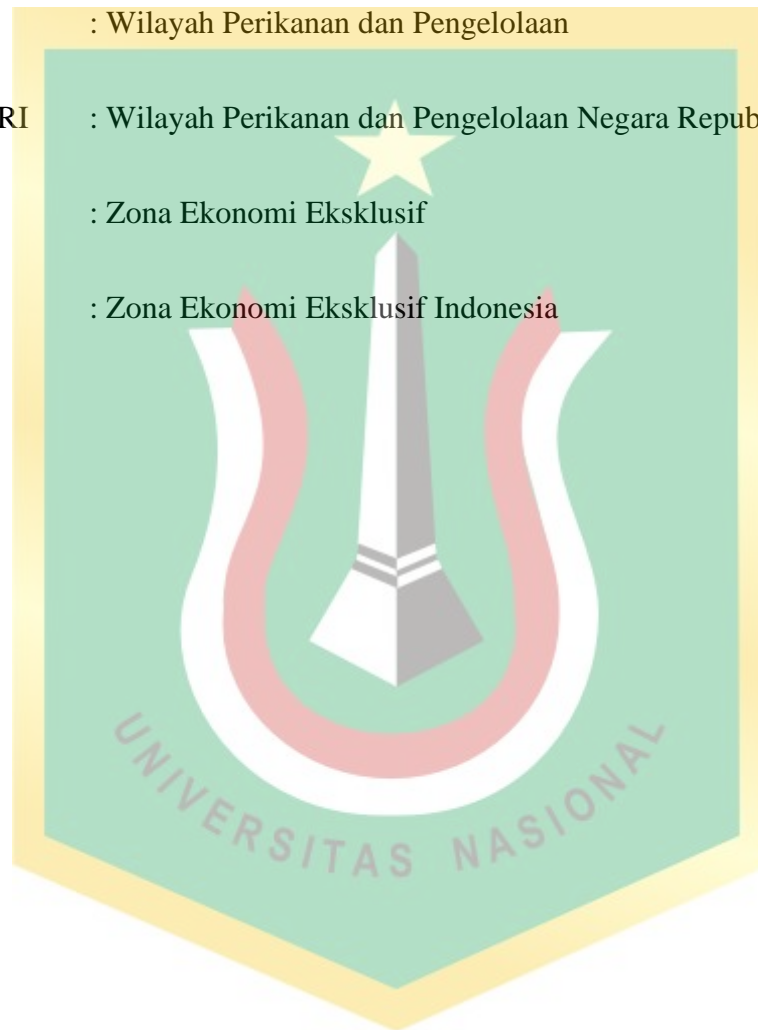 : Wilayah Perikanan dan Pengelolaan
RI : Wilayah Perikanan dan Pengelolaan Negara Repub
: Zona Ekonomi Eksklusif
: Zona Ekonomi Eksklusif Indonesia
UNIVERSITAS NASIONAL